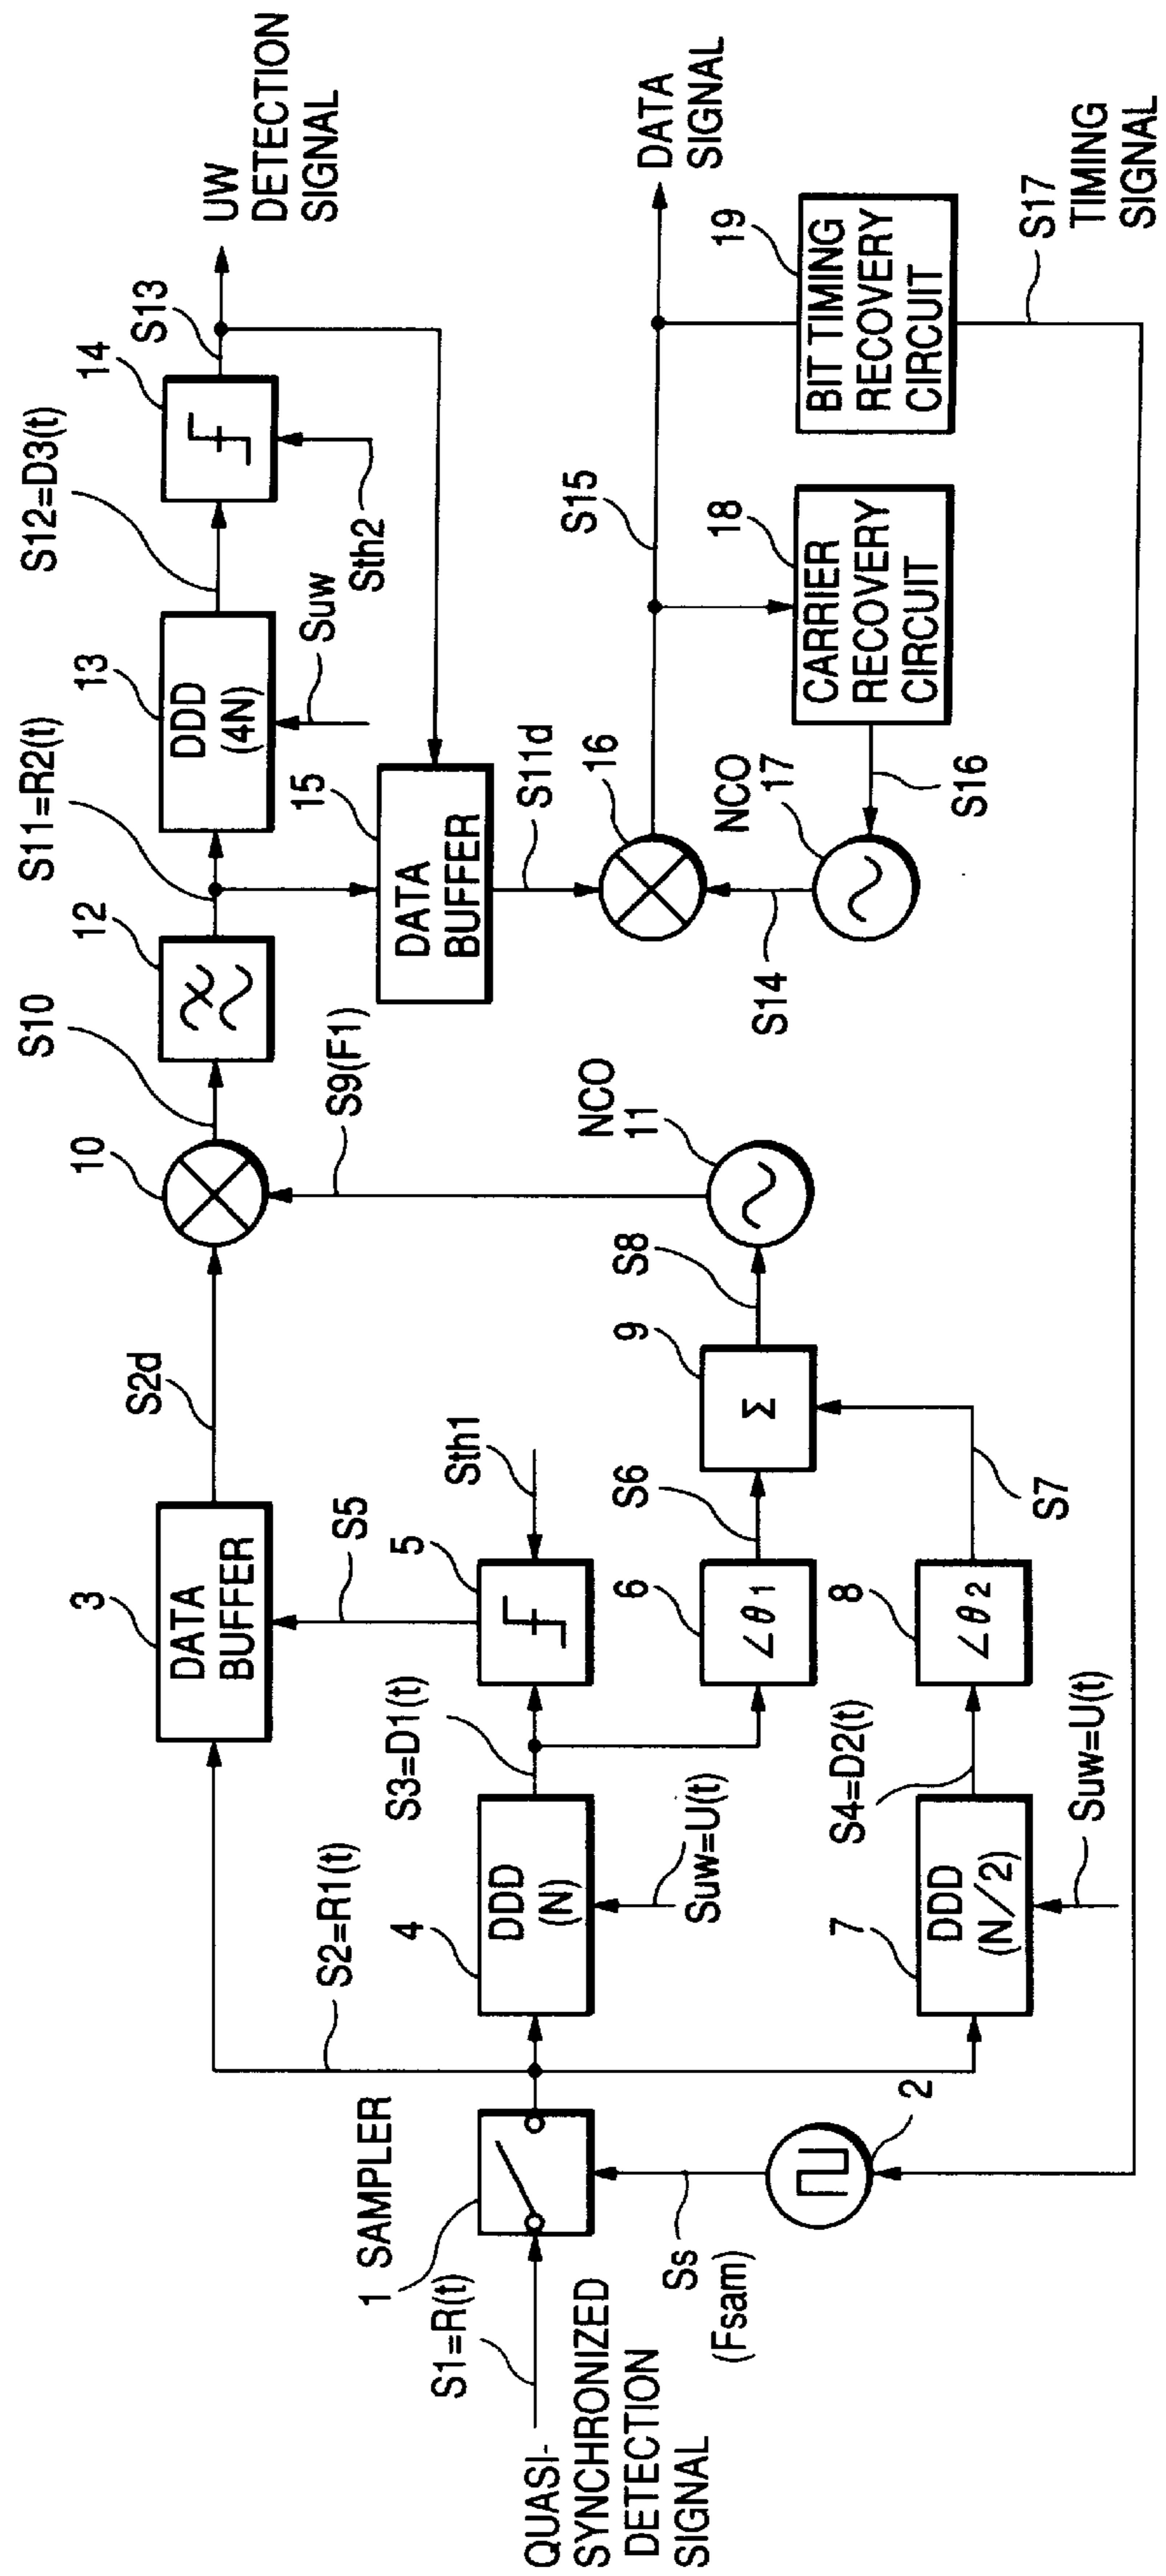 QUASI-
SYNCHRONIZED
DETECTION
SIGNAL
S1=R(t)
1 SAMPLER
Ss
(Fsam)
2
S2=R1(t)
3
DATA
BUFFER
S2d
4
DDD
(N)
Suw=U(t)
S3=D1(t)
5
S5
Sth1
6
∠θ1
S6
7
DDD
(N/2)
Suw=U(t)
S4=D2(t)
8
∠θ2
S7
9
Σ
S8
NCO
11
S9(F1)
10
S10
12
S11=R2(t)
13
DDD
(4N)
Suw
S12=D3(t)
14
Sth2
S13
UW
DETECTION
SIGNAL
15
DATA
BUFFER
S11d
16
S14
NCO
17
S16
18
CARRIER
RECOVERY
CIRCUIT
S15
19
BIT TIMING
RECOVERY
CIRCUIT
DATA
SIGNAL
S17
TIMING
SIGNAL